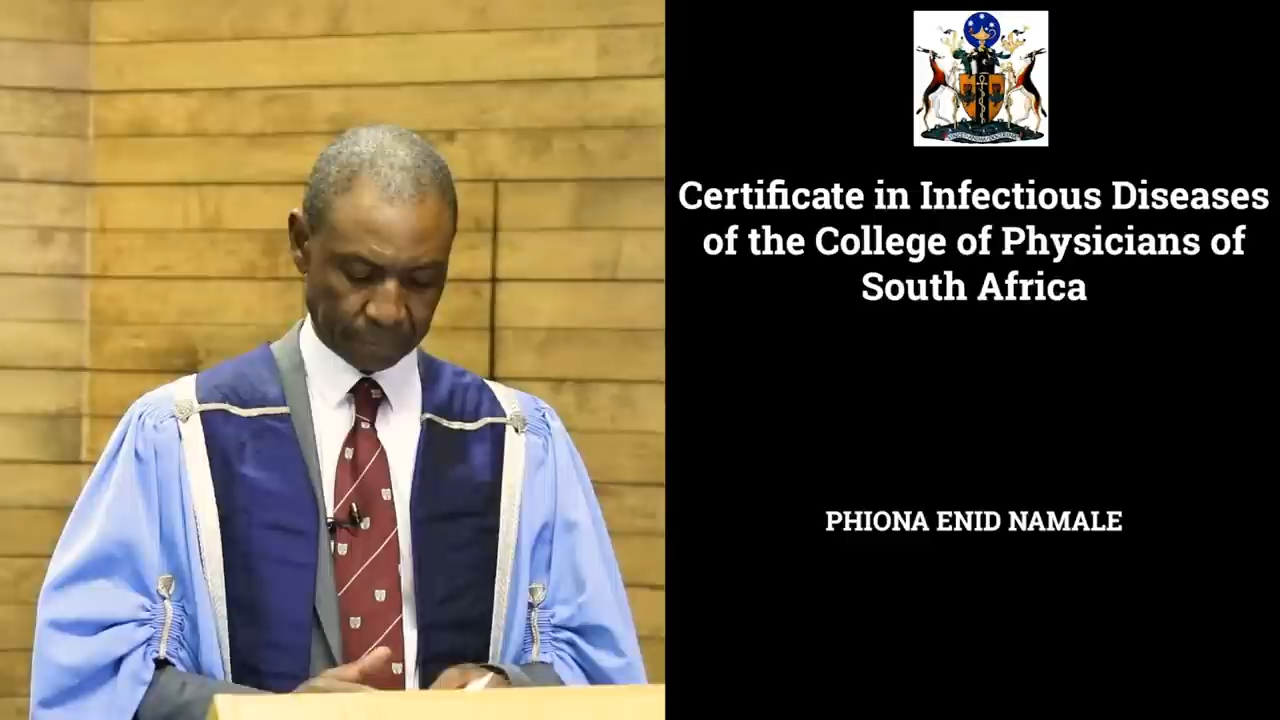 Certificate in Infectious Diseases
of the College of Physicians of
South Africa
PHIONA ENID NAMALE